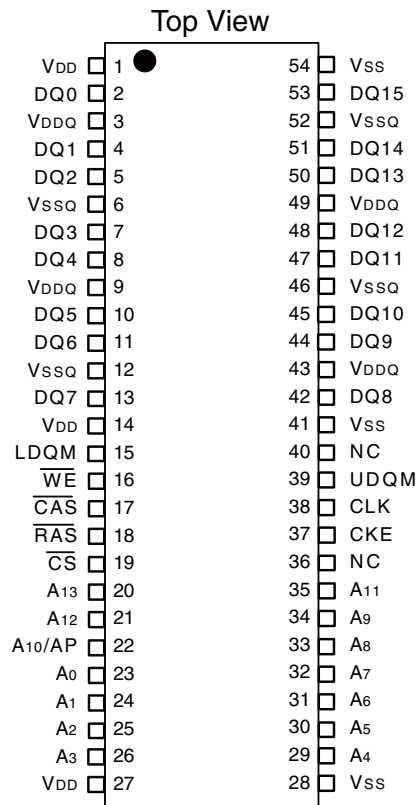 Top View
VDD 1 54 VSS
DQ0 2 53 DQ15
VDDQ 3 52 VSSQ
DQ1 4 51 DQ14
DQ2 5 50 DQ13
VSSQ 6 49 VDDQ
DQ3 7 48 DQ12
DQ4 8 47 DQ11
VDDQ 9 46 VSSQ
DQ5 10 45 DQ10
DQ6 11 44 DQ9
VSSQ 12 43 VDDQ
DQ7 13 42 DQ8
VDD 14 41 VSS
LDQM 15 40 NC
WE 16 39 UDQM
CAS 17 38 CLK
RAS 18 37 CKE
CS 19 36 NC
A13 20 35 A11
A12 21 34 A9
A10/AP 22 33 A8
A0 23 32 A7
A1 24 31 A6
A2 25 30 A5
A3 26 29 A4
VDD 27 28 VSS